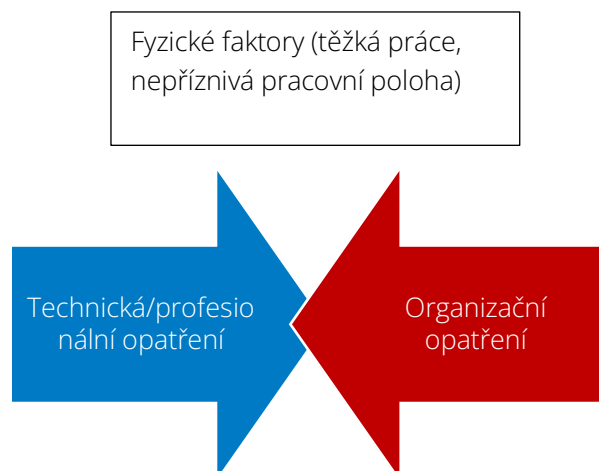 Fyzické faktory (těžká práce,
nepříznivá pracovní poloha)
Technická/profesio
nální opatření
Organizační
opatření